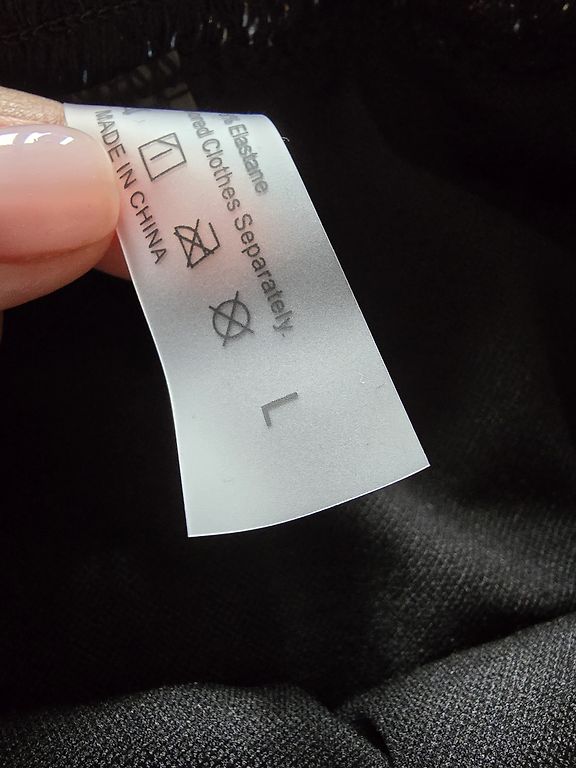 Elastane
Clothes Separately.
MADE IN CHINA
L